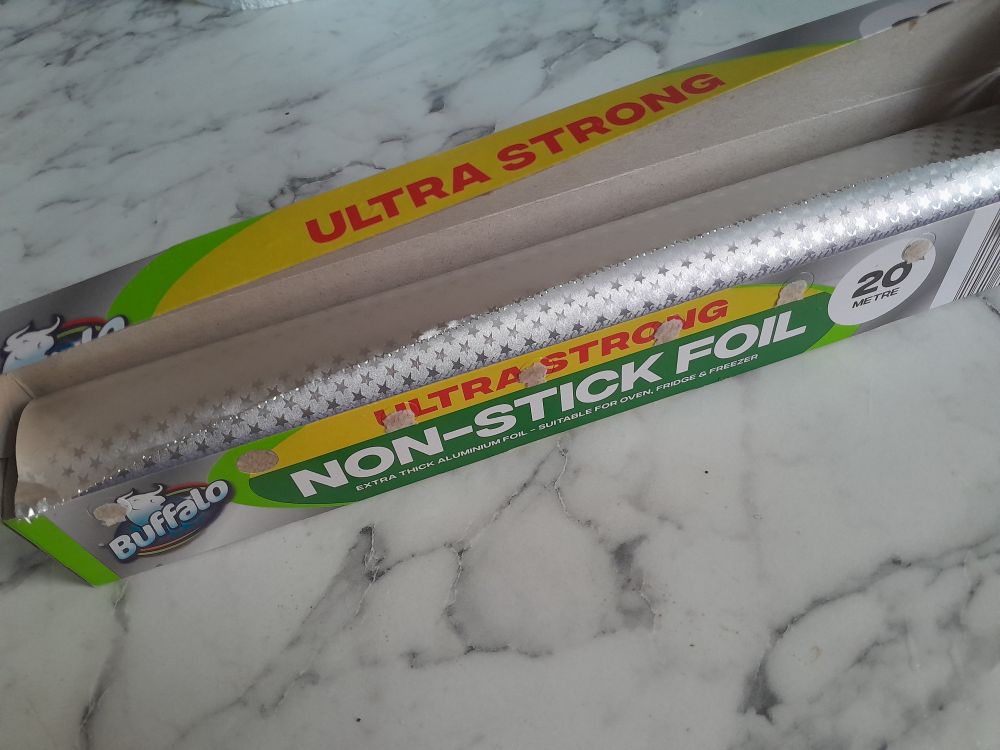 ULTRA STRONG
ULTRA STRONG
NON-STICK FOIL
EXTRA THICK ALUMINIUM FOIL - SUITABLE FOR OVEN, FRIDGE & FREEZER
20
METRE
Buffalo